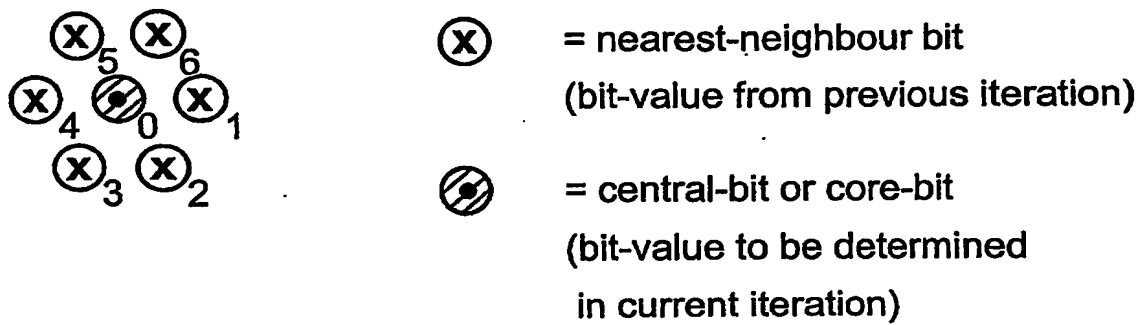 x 5 x 6
x 4 0 x 1
x 3 x 2
x = nearest-neighbour bit
(bit-value from previous iteration)
= central-bit or core-bit
(bit-value to be determined
in current iteration)